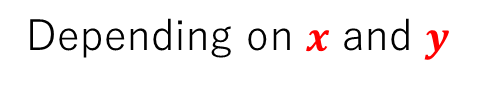 Depending on x and y